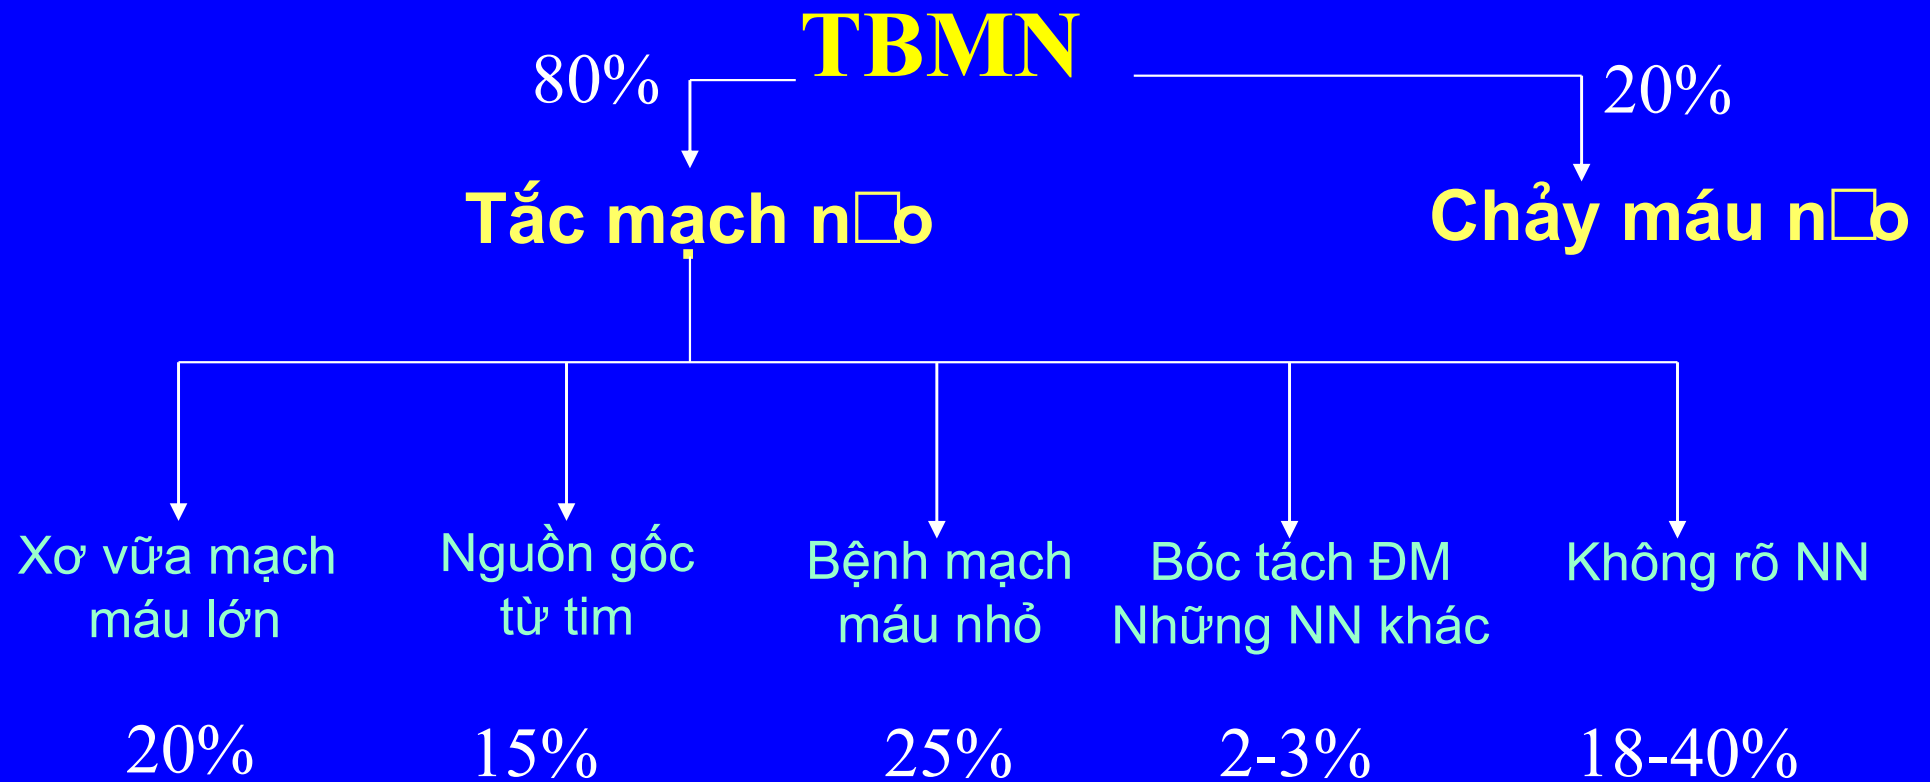 TBMN
80%
20%
Tắc mạch n□o
Chảy máu n□o
Xơ vữa mạch
máu lớn
Nguồn gốc
từ tim
Bệnh mạch
máu nhỏ
Bóc tách ĐM
Những NN khác
Không rõ NN
20%
15%
25%
2-3%
18-40%